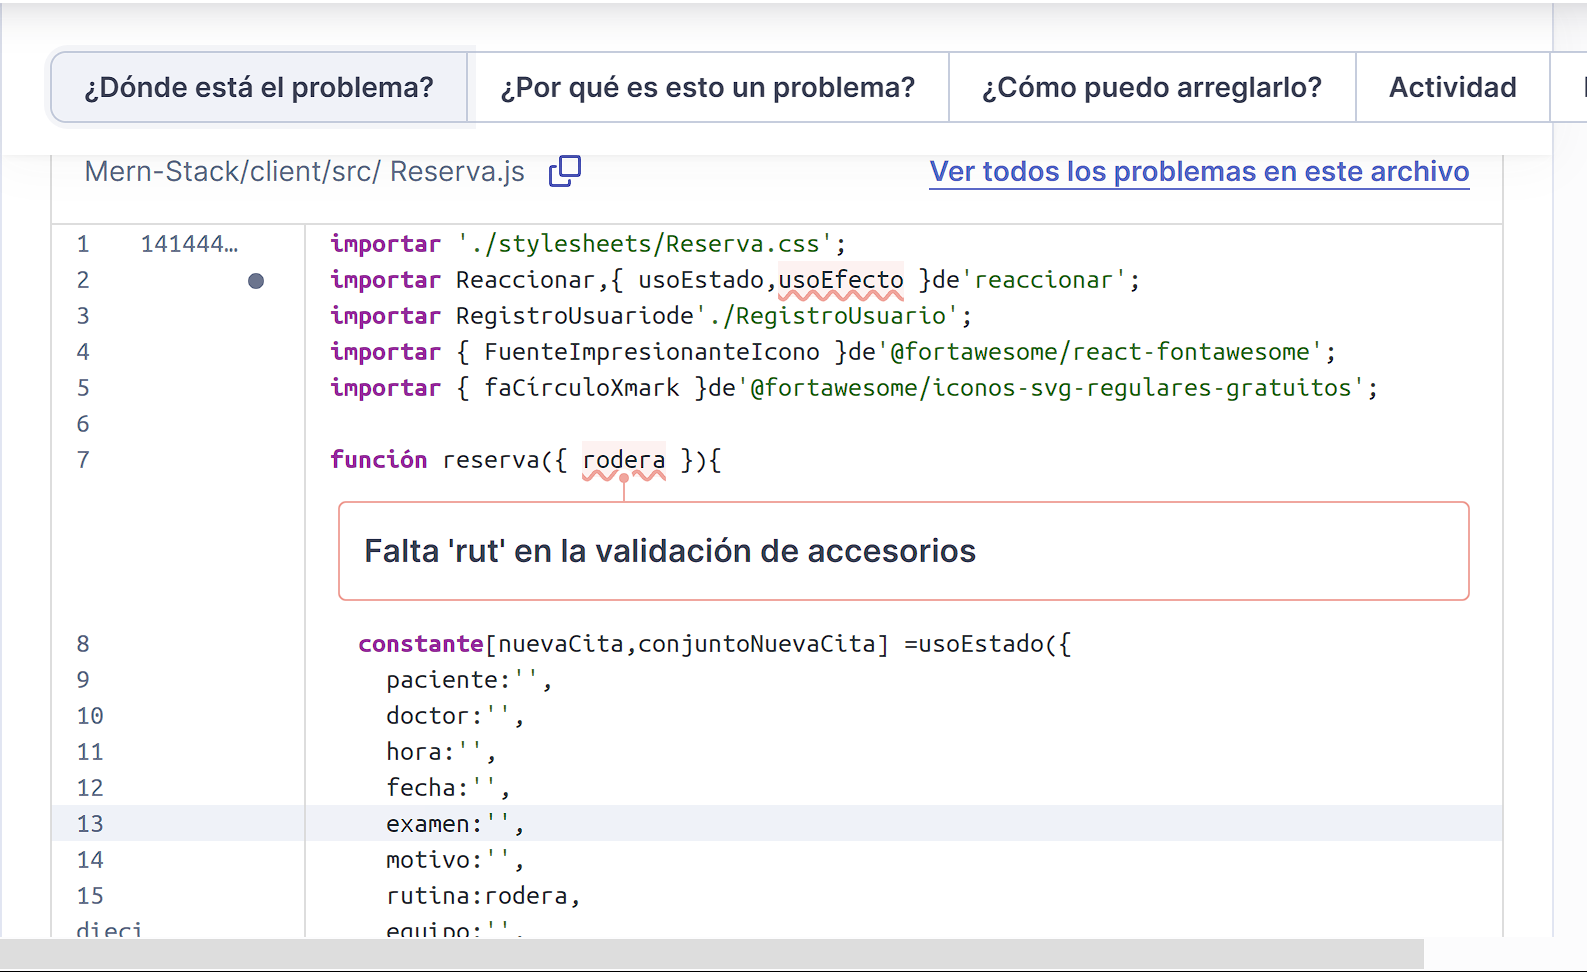 ¿Dónde está el problema? ¿Por qué es esto un problema? ¿Cómo puedo arreglarlo? Actividad
Mern-Stack/client/src/ Reserva.js Ver todos los problemas en este archivo
1 141444… importar './stylesheets/Reserva.css';
2 importar Reaccionar,{ usoEstado,usoEfecto }de'reaccionar';
3 importar RegistroUsuariode'./RegistroUsuario';
4 importar { FuenteImpresionanteIcono }de'@fortawesome/react-fontawesome';
5 importar { faCírculoXmark }de'@fortawesome/iconos-svg-regulares-gratuitos';
6
7 función reserva({ rodera }){
Falta 'rut' en la validación de accesorios
8 constante[nuevaCita,conjuntoNuevaCita] =usoEstado({
9 paciente:'',
10 doctor:'',
11 hora:'',
12 fecha:'',
13 examen:'',
14 motivo:'',
15 rutina:rodera,
dieci equipo:'',